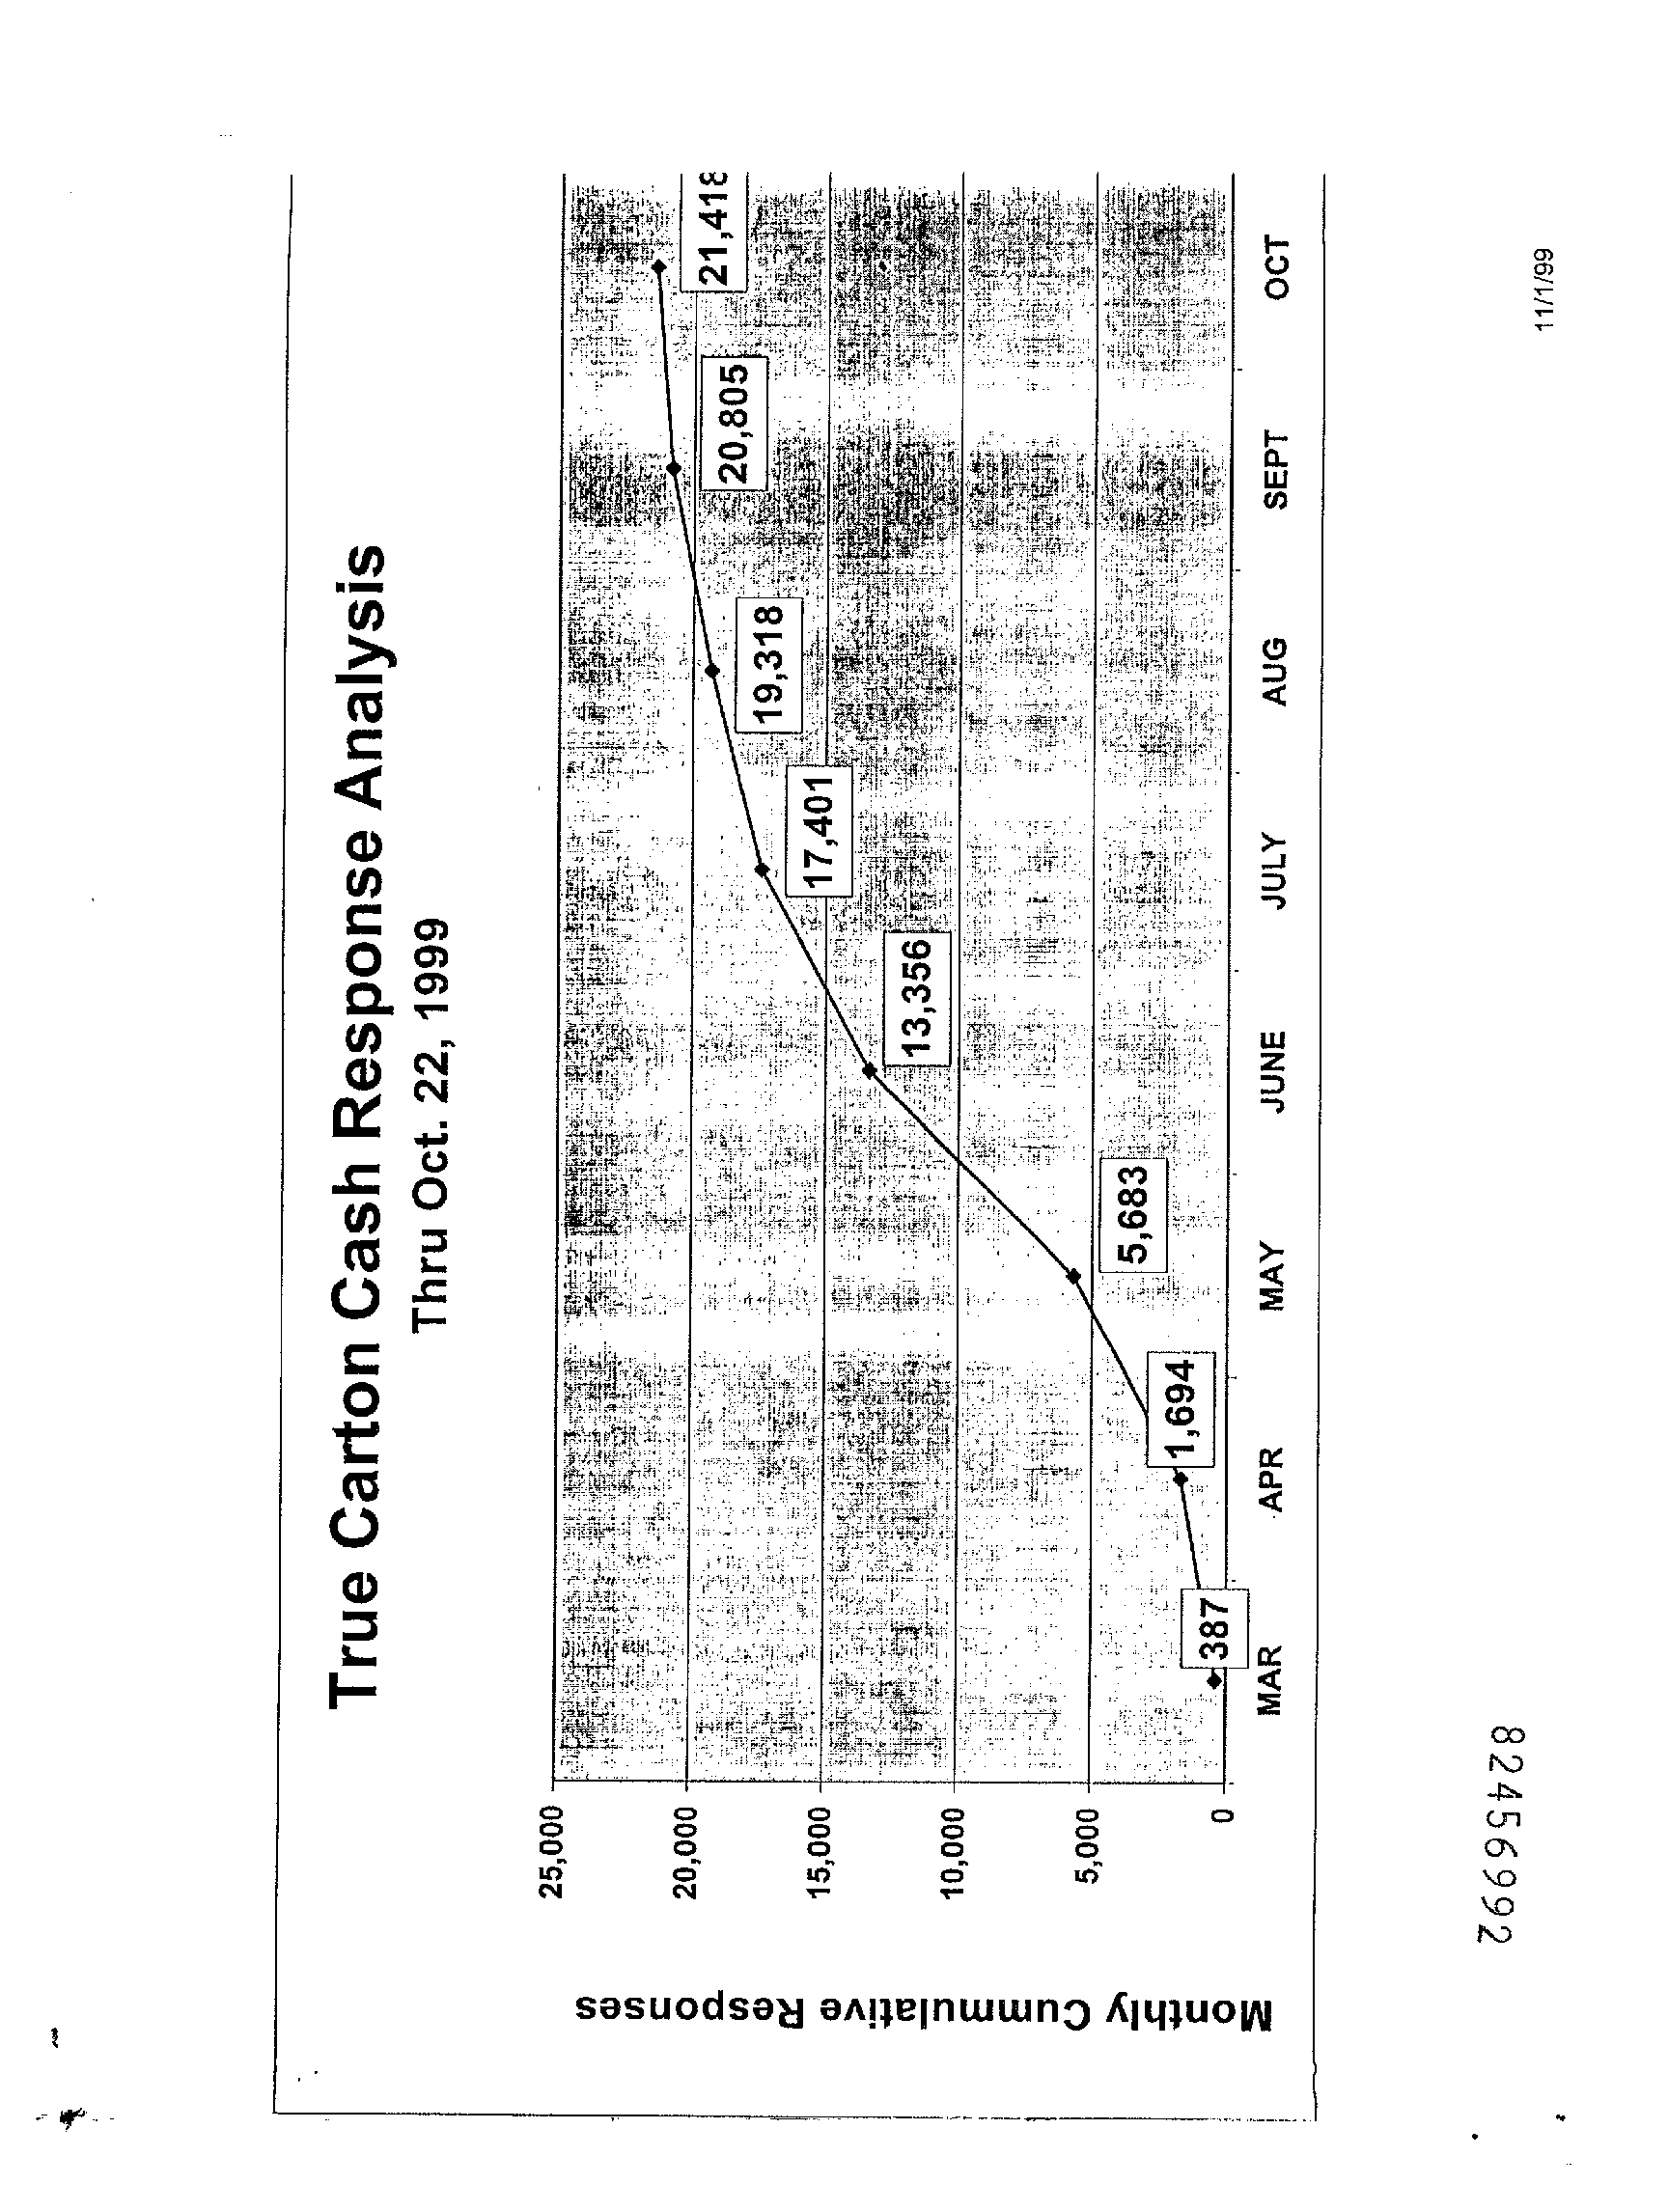 True Carton Cash Response Analysis
Thru Oct. 22, 1999
Monthly Cummulative Responses
25,000
20,000
15,000
10,000
5,000
0
387
1,694
5,683
13,356
17,401
19,318
20,805
21,418
MAR
APR
MAY
JUNE
JULY
AUG
SEPT
OCT
11/1/99
82456992